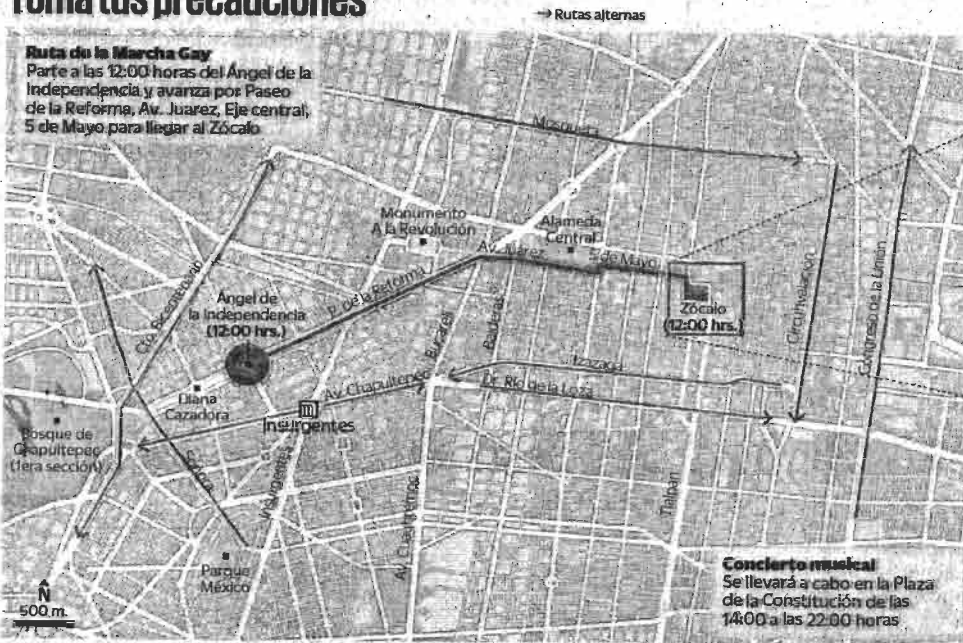 Toma tus precauciones
→ Rutas alternas
Ruta de la Marcha Gay
Parte a las 12:00 horas del Ángel de la
Independencia y avanza por Paseo
de la Reforma, Av. Juarez, Eje central,
5 de Mayo para llegar al Zócalo
Mosqueta
Monumento
A la Revolución
Alameda
Central
Av. Juárez
5 de Mayo
Cto. Bicentenario
P. de la Reforma
Ángel de
la Independencia
(12:00 hrs.)
Bucareli
Balderas
Zócalo
(12:00 hrs.)
Circunvalación
Congreso de la Unión
Izazaga
Av. Chapultepec
Dr. Río de la Loza
Diana
Cazadora
Insurgentes
Bosque de
Chapultepec
(1era sección)
Sonora
Insurgentes
Av. Cuauhtémoc
Tlalpan
Parque
México
N
500 m.
Concierto musical
Se llevará a cabo en la Plaza
de la Constitución de las
14:00 a las 22:00 horas